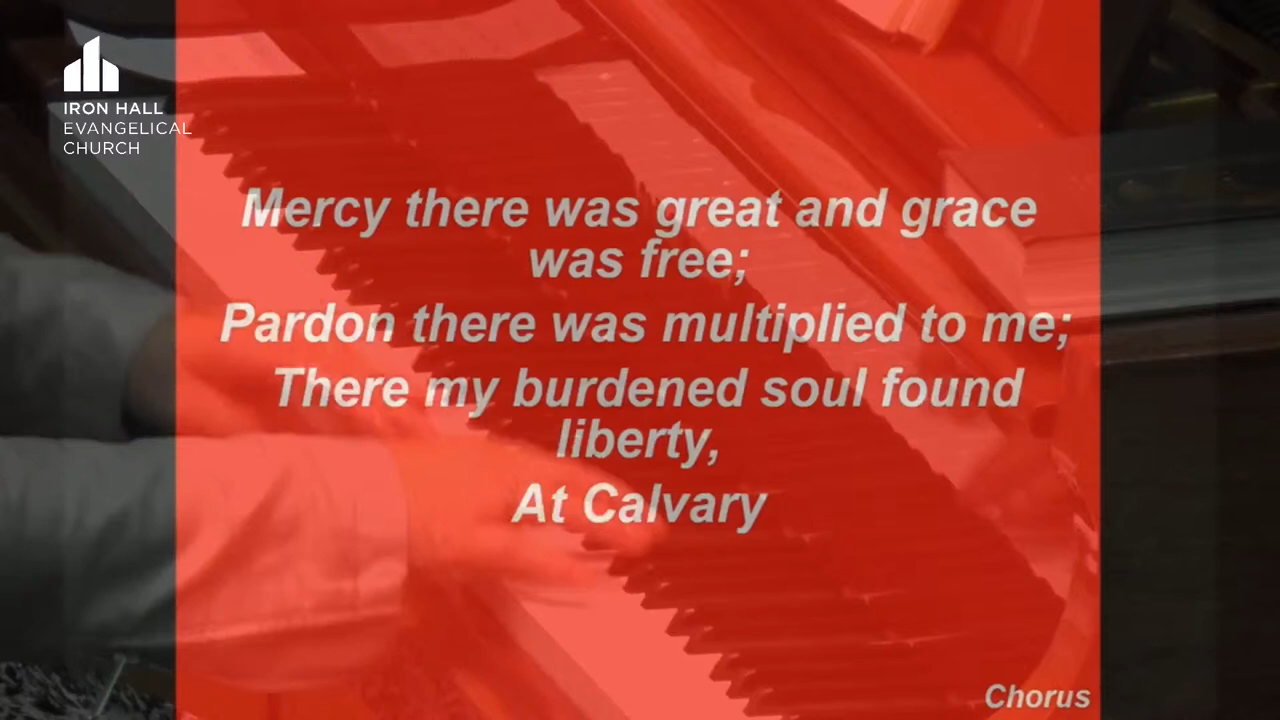 IRON HALL
EVANGELICAL
CHURCH
Mercy there was great and grace
was free;
Pardon there was multiplied to me;
There my burdened soul found
liberty,
At Calvary
Chorus